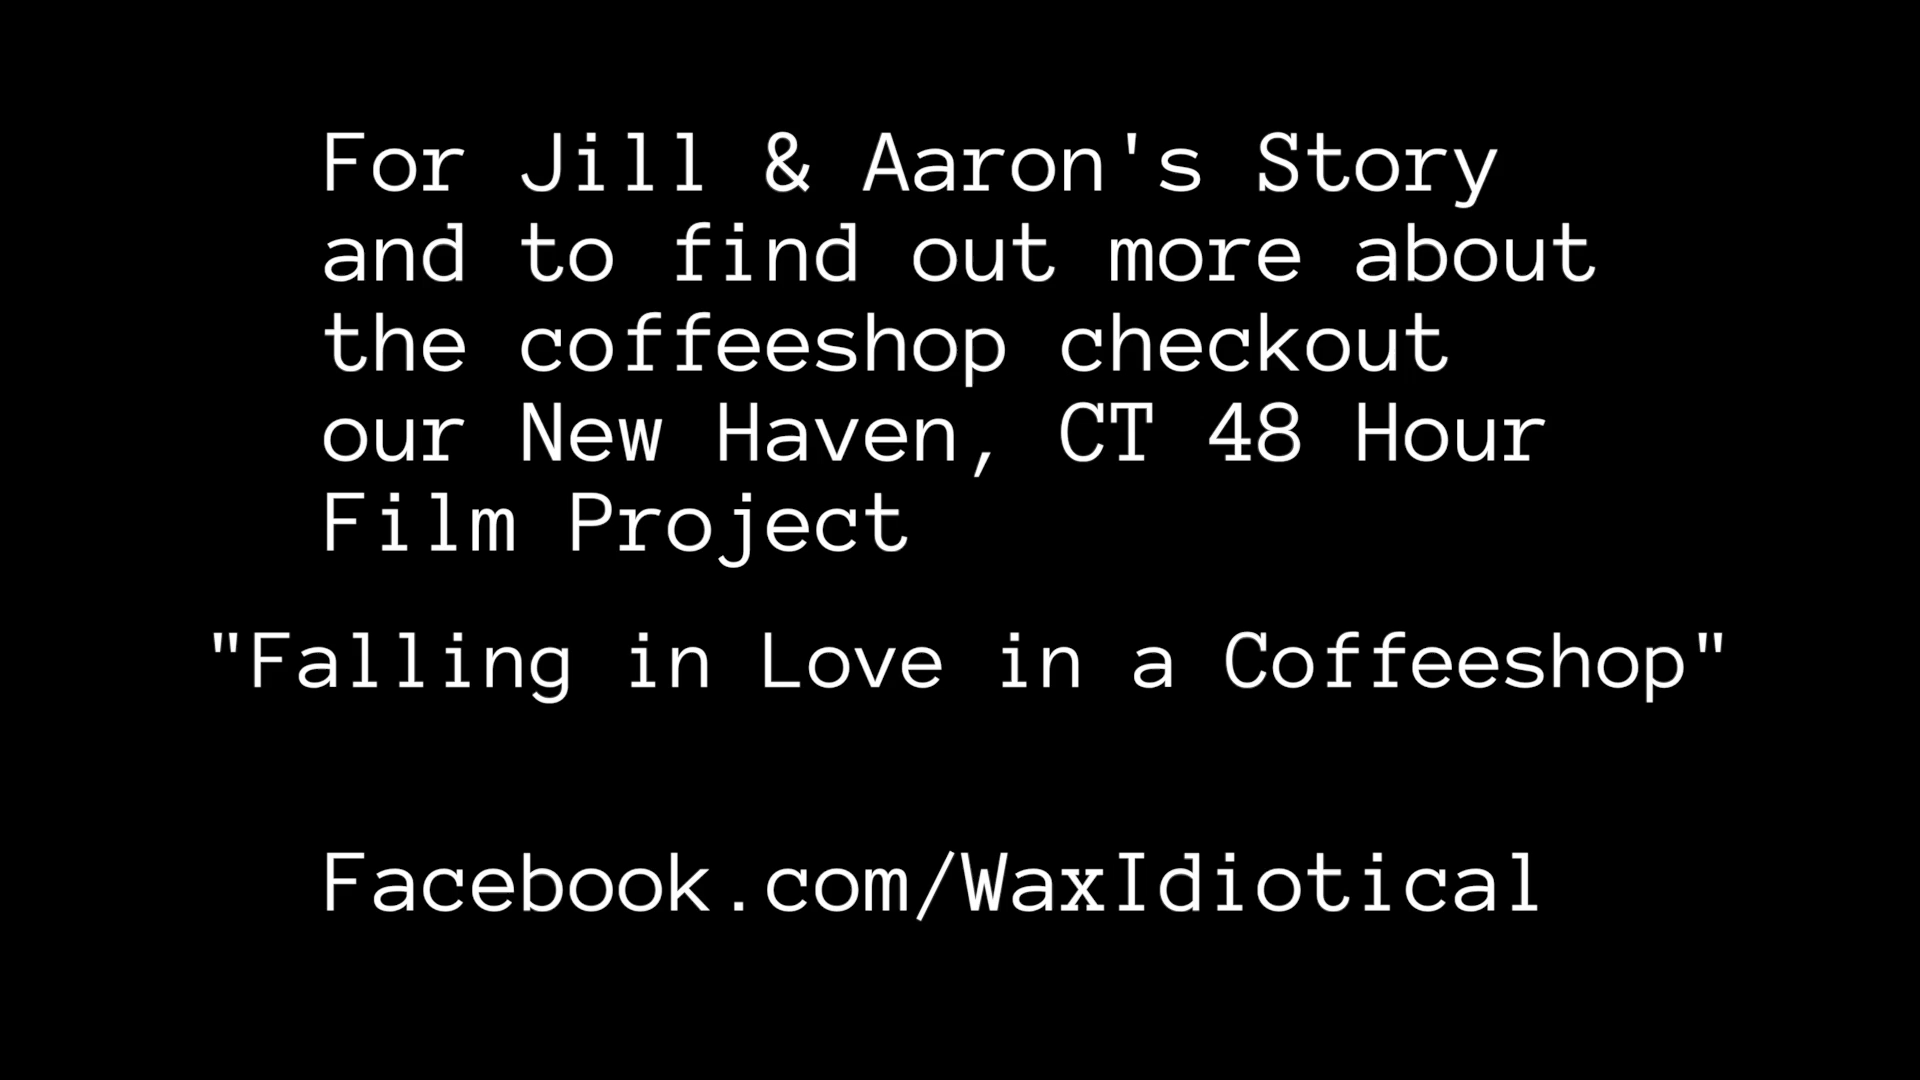 For Jill & Aaron's Story
and to find out more about
the coffeeshop checkout
our New Haven, CT 48 Hour
Film Project
"Falling in Love in a Coffeeshop"
Facebook.com/WaxIdiotical